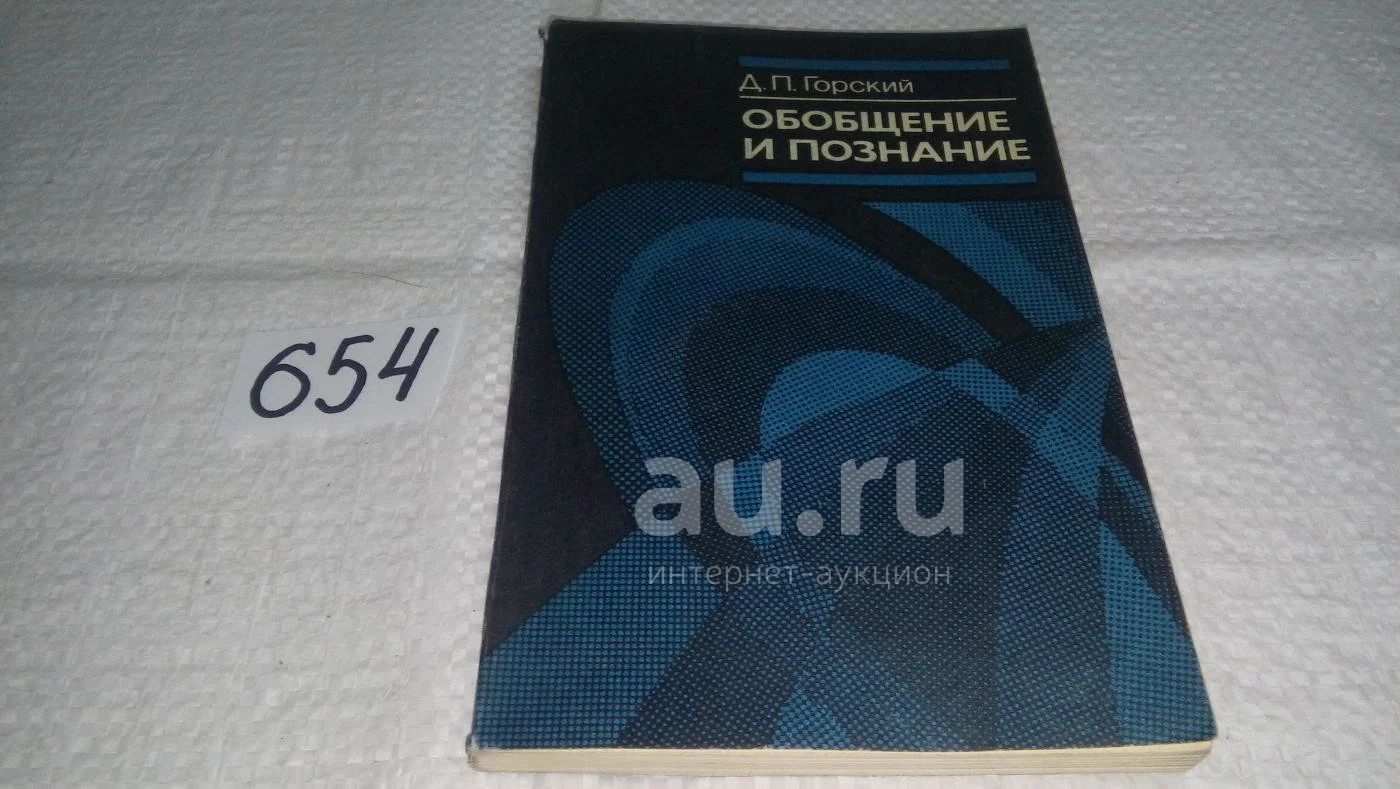 Д. П. Горский
ОБОБЩЕНИЕ
И ПОЗНАНИЕ
654
au.ru
интернет-аукцион